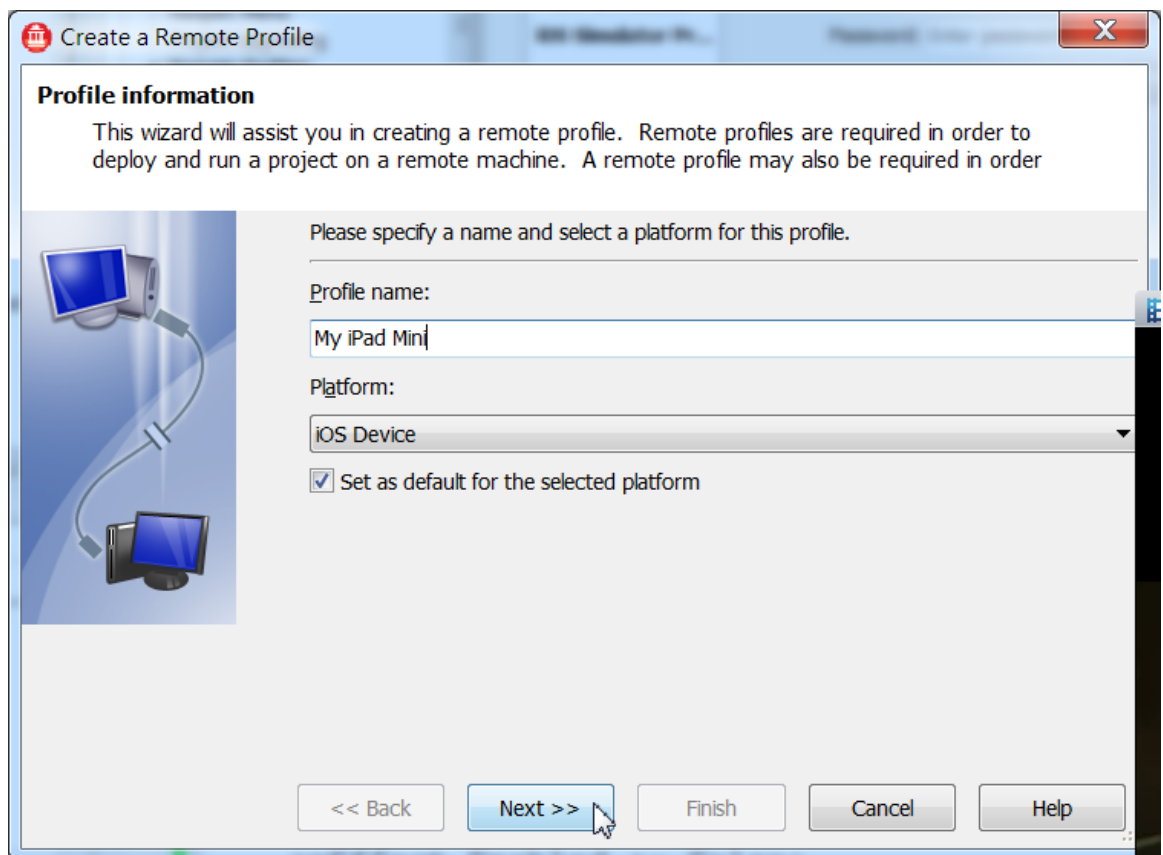 Create a Remote Profile
X
Profile information
This wizard will assist you in creating a remote profile. Remote profiles are required in order to
deploy and run a project on a remote machine. A remote profile may also be required in order
Please specify a name and select a platform for this profile.
Profile name:
My iPad Mini
Platform:
iOS Device
Set as default for the selected platform
<< Back
Next >>
Finish
Cancel
Help